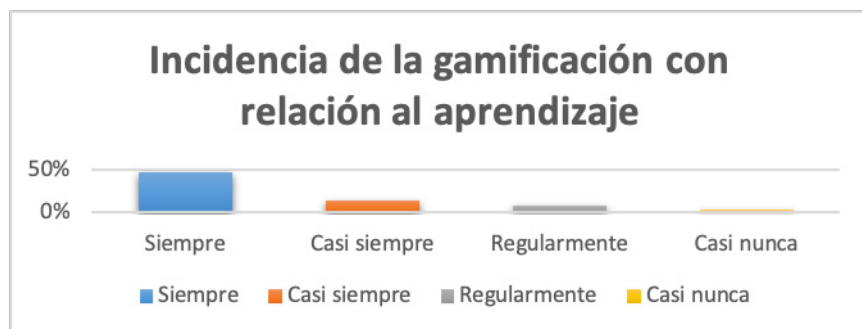 Incidencia de la gamificación con
relación al aprendizaje
50%
0%
Siempre Casi siempre Regularmente Casi nunca
Siempre Casi siempre Regularmente Casi nunca